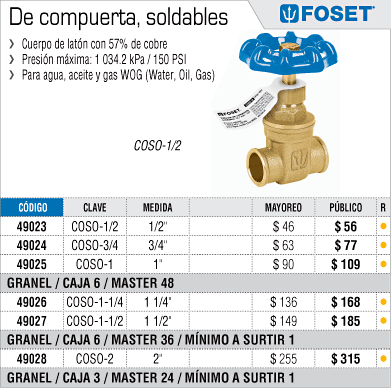 De compuerta, soldables
FOSET
Cuerpo de latón con 57% de cobre
Presión máxima: 1 034.2 kPa / 150 PSI
Para agua, aceite y gas WOG (Water, Oil, Gas)
FOSET
COSO-1/2
CÓDIGO CLAVE MEDIDA MAYOREO PÚBLICO R
49023 COSO-1/2 1/2" $ 46 $ 56
49024 COSO-3/4 3/4" $ 63 $ 77
49025 COSO-1 1" $ 90 $ 109
GRANEL / CAJA 6 / MASTER 48
49026 COSO-1-1/4 1 1/4" $ 136 $ 168
49027 COSO-1-1/2 1 1/2" $ 149 $ 185
GRANEL / CAJA 6 / MASTER 36 / MÍNIMO A SURTIR 1
49028 COSO-2 2" $ 255 $ 315
GRANEL / CAJA 3 / MASTER 24 / MÍNIMO A SURTIR 1